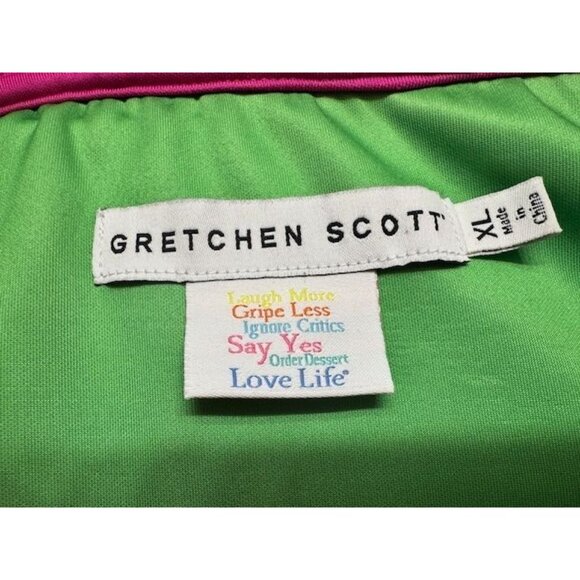 GRETCHEN SCOTT
XL
Made
in
China
Laugh More
Gripe Less
Ignore Critics
Say Yes
Order Dessert
Love Life®